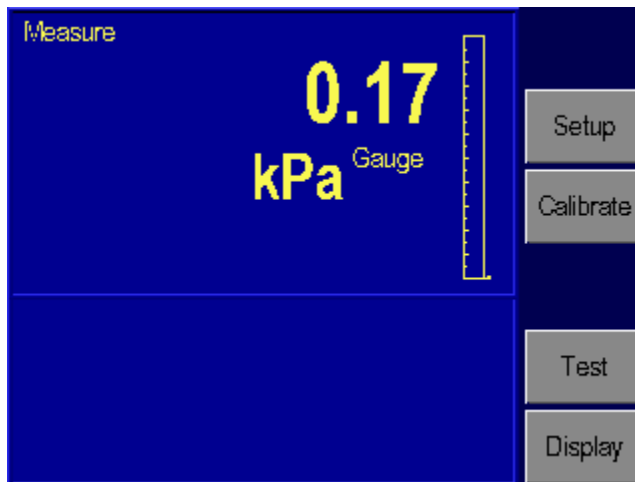 Measure
0.17
kPa Gauge
Setup
Calibrate
Test
Display